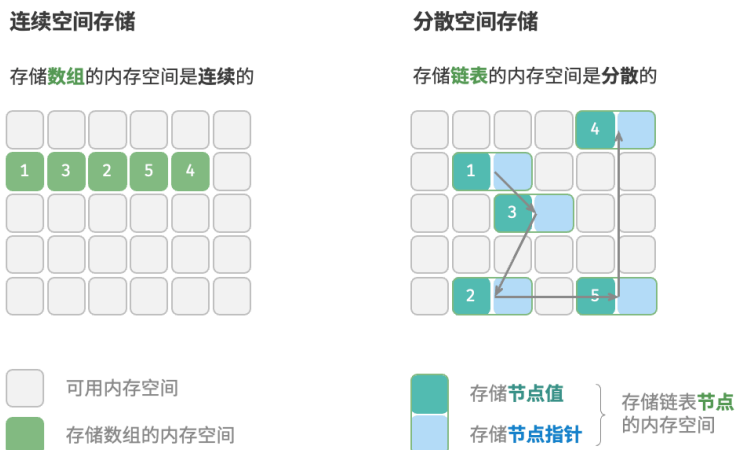 连续空间存储
存储数组的内存空间是连续的
1 3 2 5 4
可用内存空间
存储数组的内存空间
分散空间存储
存储链表的内存空间是分散的
4
1
3
2 5
存储节点值
存储节点指针
存储链表节点
的内存空间